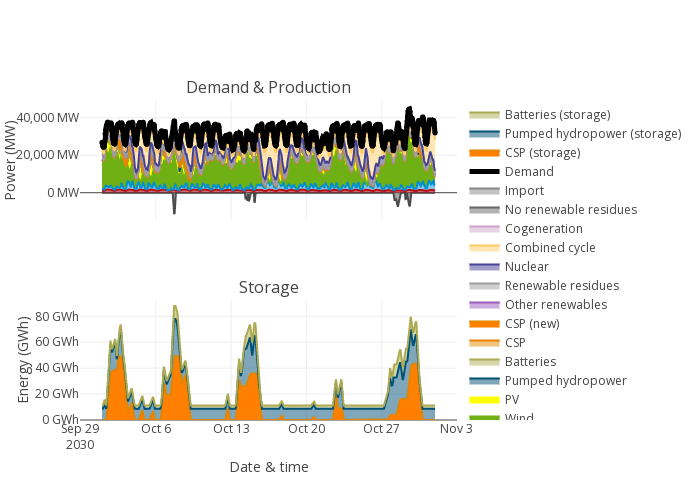 Demand & Production
Power (MW)
40,000 MW
20,000 MW
0 MW
Storage
Energy (GWh)
80 GWh
60 GWh
40 GWh
20 GWh
0 GWh
Sep 29
2030
Oct 6
Oct 13
Oct 20
Oct 27
Nov 3
Date & time
Batteries (storage)
Pumped hydropower (storage)
CSP (storage)
Demand
Import
No renewable residues
Cogeneration
Combined cycle
Nuclear
Renewable residues
Other renewables
CSP (new)
CSP
Batteries
Pumped hydropower
PV
Wind